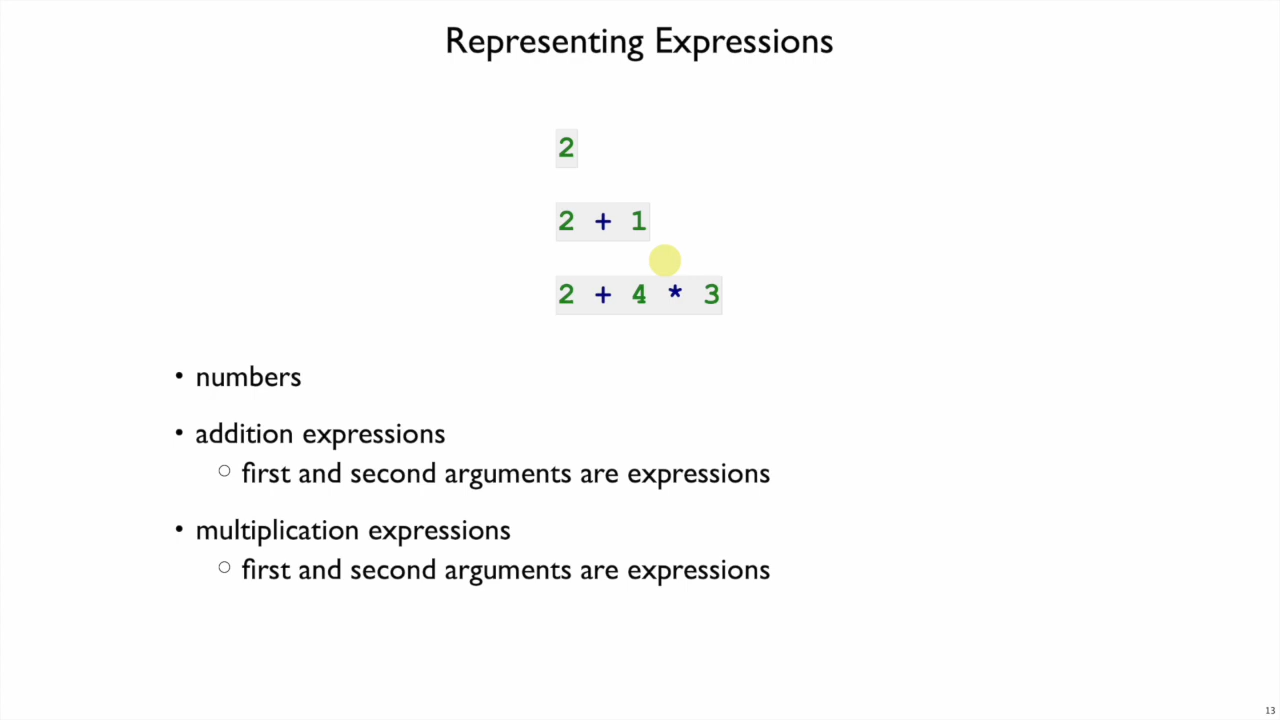 Representing Expressions
2
2 + 1
2 + 4 * 3
• numbers
• addition expressions
○ first and second arguments are expressions
• multiplication expressions
○ first and second arguments are expressions
13